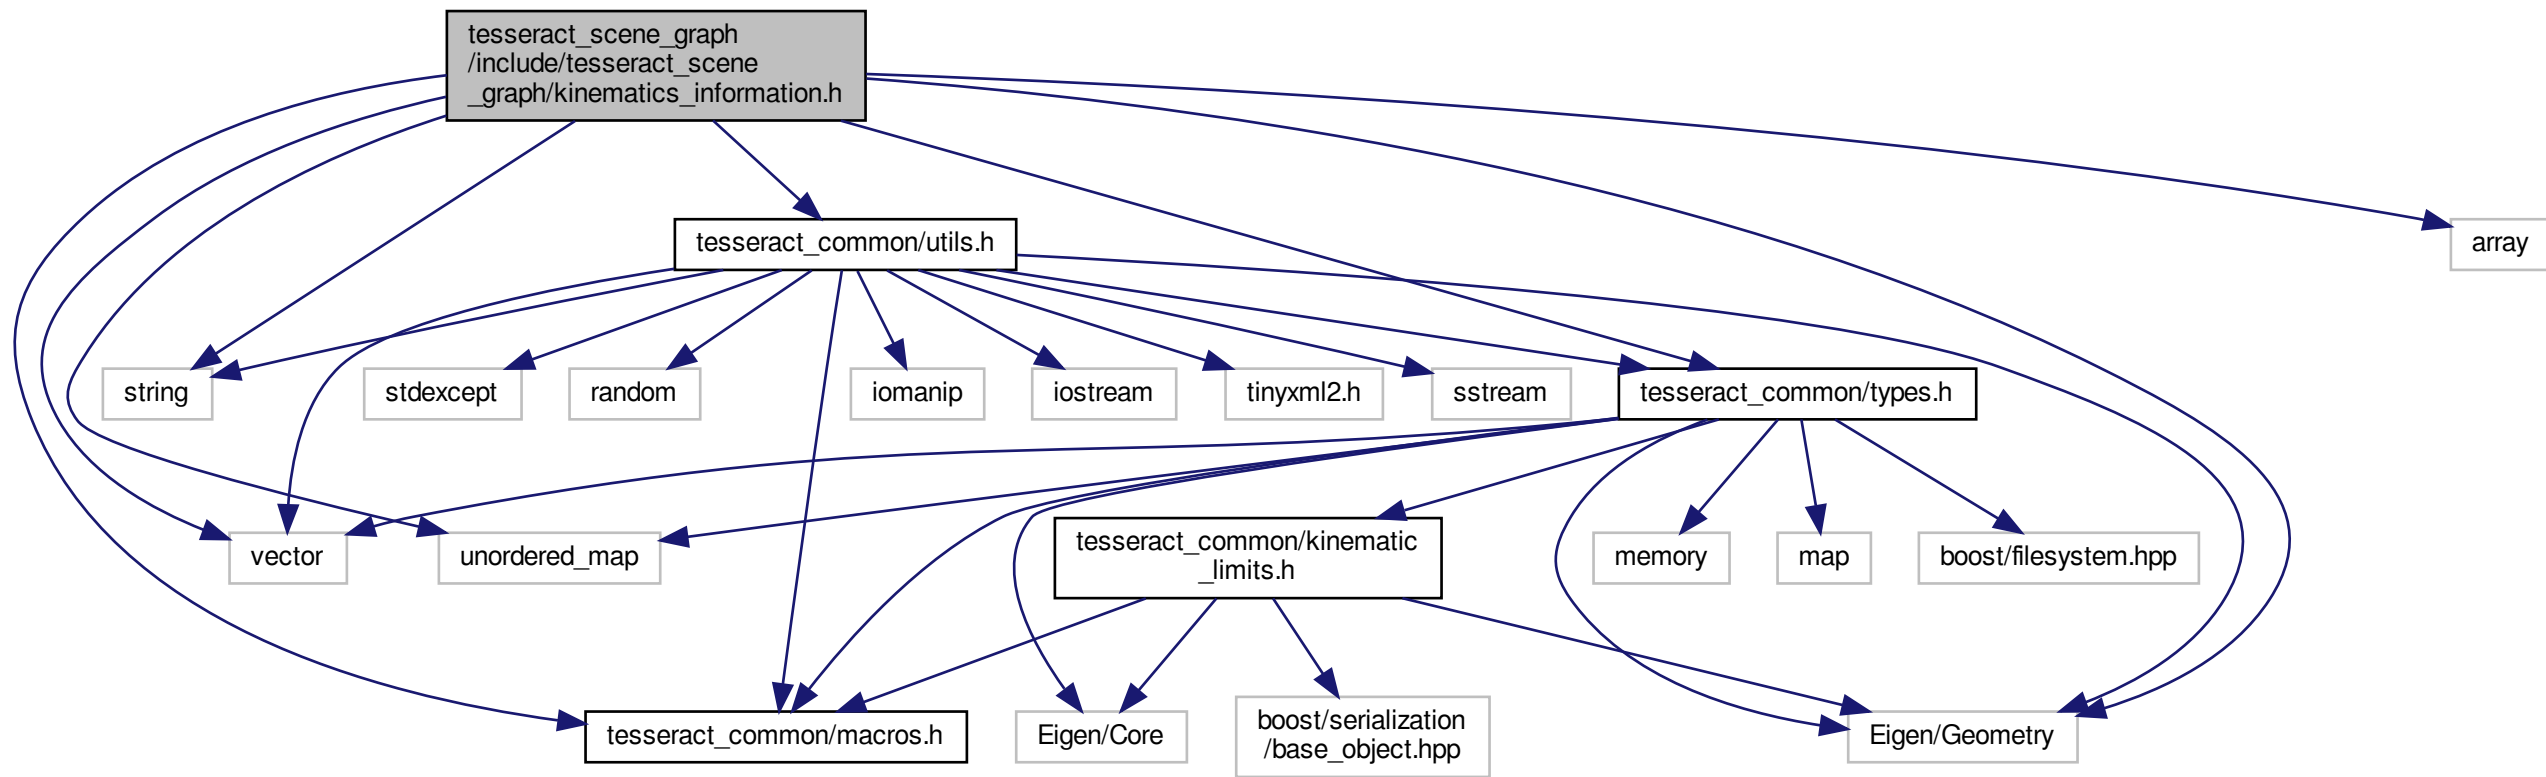 tesseract_scene_graph
/include/tesseract_scene
_graph/kinematics_information.h
tesseract_common/utils.h
array
string
stdexcept
random
iomanip
iostream
tinyxml2.h
sstream
tesseract_common/types.h
vector
unordered_map
tesseract_common/kinematic
_limits.h
memory
map
boost/filesystem.hpp
tesseract_common/macros.h
Eigen/Core
boost/serialization
/base_object.hpp
Eigen/Geometry